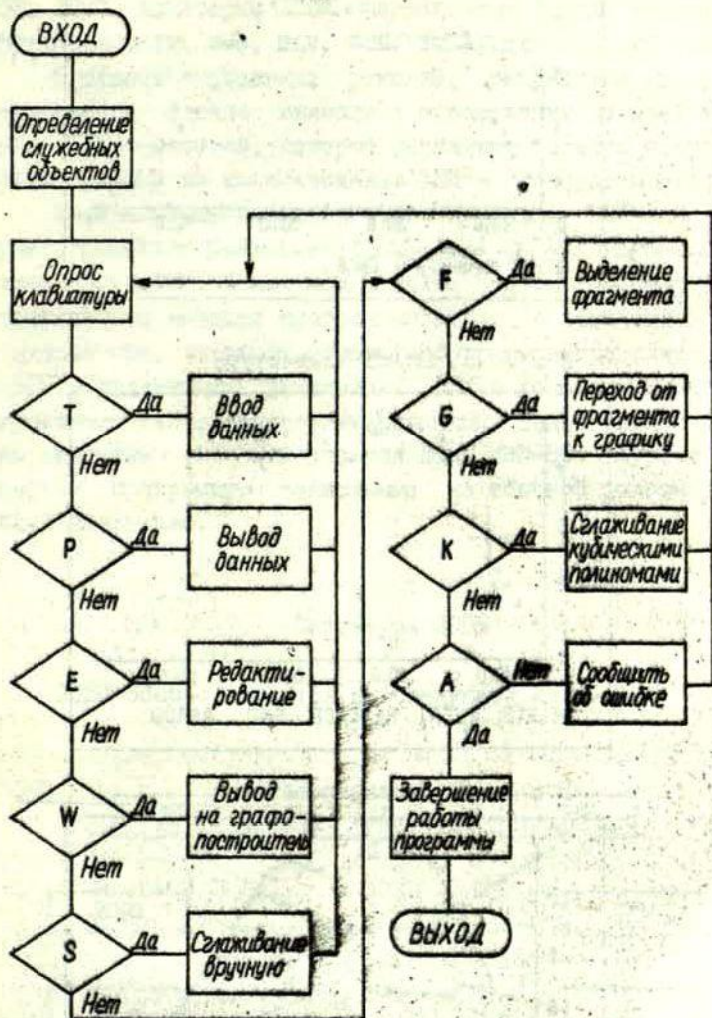 ВХОД
Определение
служебных
объектов
Опрос
клавиатуры
T
Да
Ввод
данных
Нет
P
Да
Вывод
данных
Нет
E
Да
Редакти-
рование
Нет
W
Да
Вывод
на графо-
построитель
Нет
S
Да
Сглаживание
вручную
Нет
F
Да
Выделение
фрагмента
Нет
G
Да
Переход от
фрагмента
к графику
Нет
K
Да
Сглаживание
кубическими
полиномами
Нет
A
Нет
Сообщить
об ошибке
Да
Завершение
работы
программы
ВЫХОД